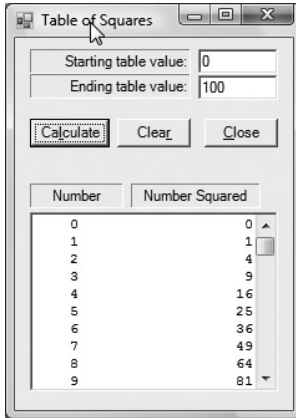 Table of Squares
Starting table value: 0
Ending table value: 100
Calculate Clear Close
Number Number Squared
0 0
1 1
2 4
3 9
4 16
5 25
6 36
7 49
8 64
9 81